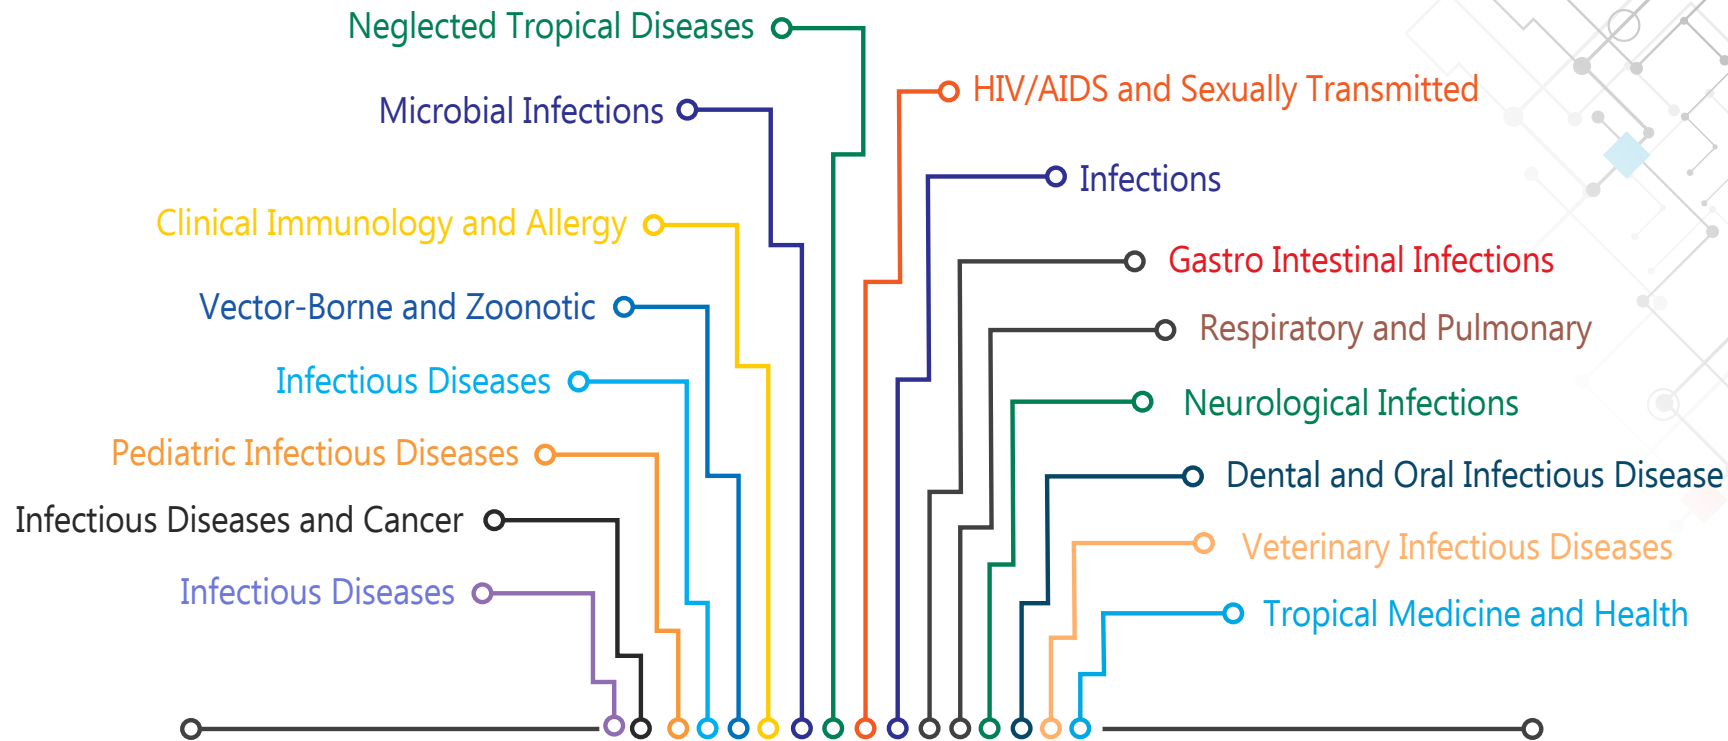 Neglected Tropical Diseases
Microbial Infections
Clinical Immunology and Allergy
Vector-Borne and Zoonotic
Infectious Diseases
Pediatric Infectious Diseases
Infectious Diseases and Cancer
Infectious Diseases
HIV/AIDS and Sexually Transmitted
Infections
Gastro Intestinal Infections
Respiratory and Pulmonary
Neurological Infections
Dental and Oral Infectious Disease
Veterinary Infectious Diseases
Tropical Medicine and Health